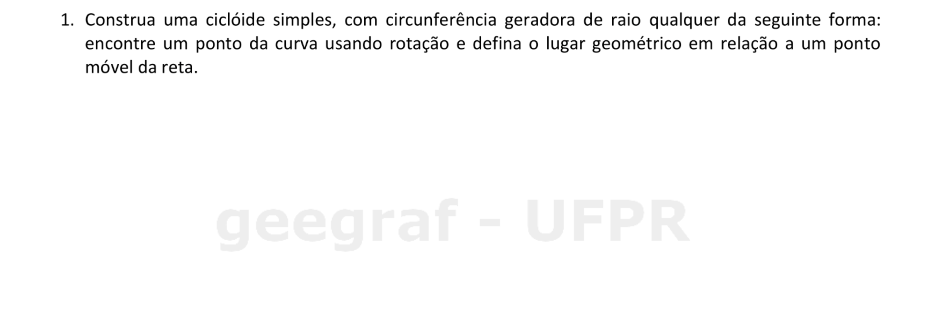 1. Construa uma ciclóide simples, com circunferência geradora de raio qualquer da seguinte forma:
encontre um ponto da curva usando rotação e defina o lugar geométrico em relação a um ponto
móvel da reta.
geegraf - UFPR